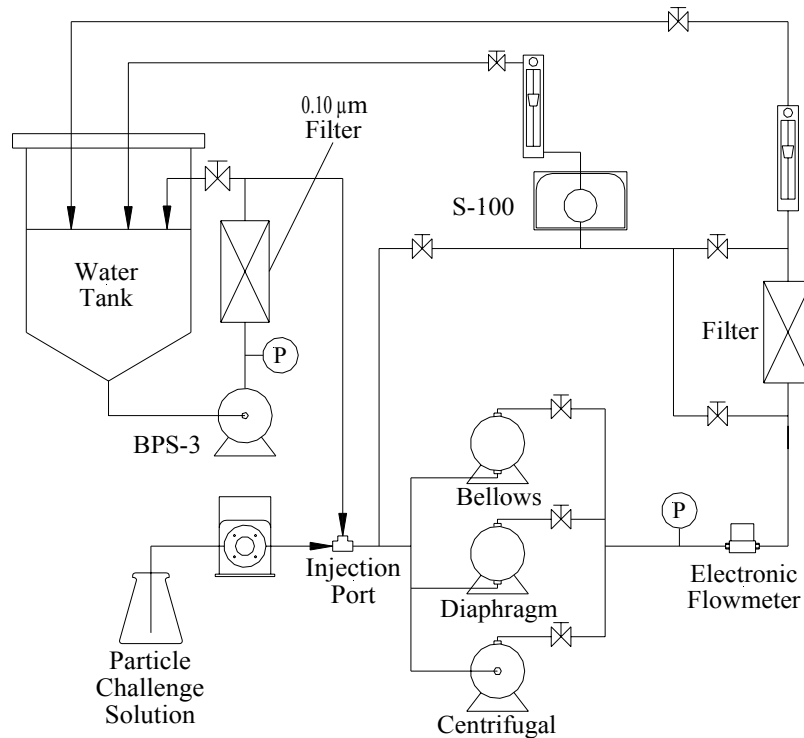 0.10 µm
Filter
S-100
Water
Tank
Filter
P
BPS-3
Bellows
P
Injection
Port
Diaphragm
Electronic
Flowmeter
Particle
Challenge
Solution
Centrifugal